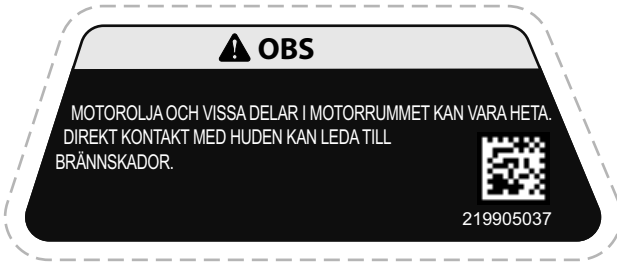 OBS
MOTOROLJA OCH VISSA DELAR I MOTORRUMMET KAN VARA HETA.
DIREKT KONTAKT MED HUDEN KAN LEDA TILL
BRÄNNSKADOR.
219905037